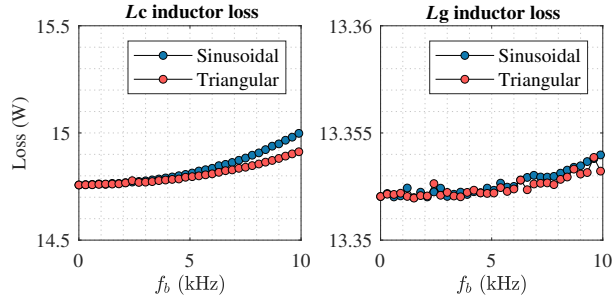 Lc inductor loss
15.5
15
14.5
Loss (W)
Sinusoidal
Triangular
0 5 10
f_b (kHz)
Lg inductor loss
13.36
13.355
13.35
Sinusoidal
Triangular
0 5 10
f_b (kHz)